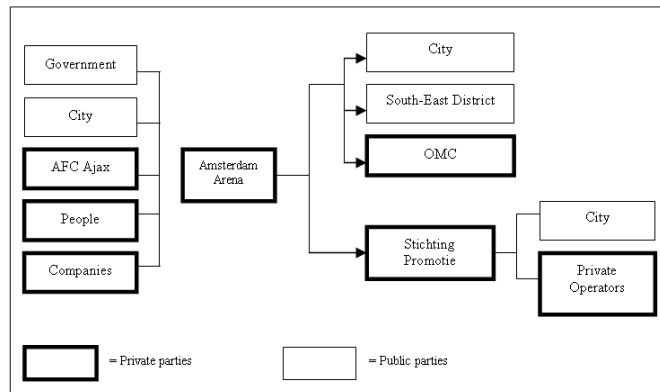 Government
City
AFC Ajax
People
Companies
Amsterdam
Arena
City
South-East District
OMC
Stichting
Promotie
City
Private
Operators
= Private parties
= Public parties